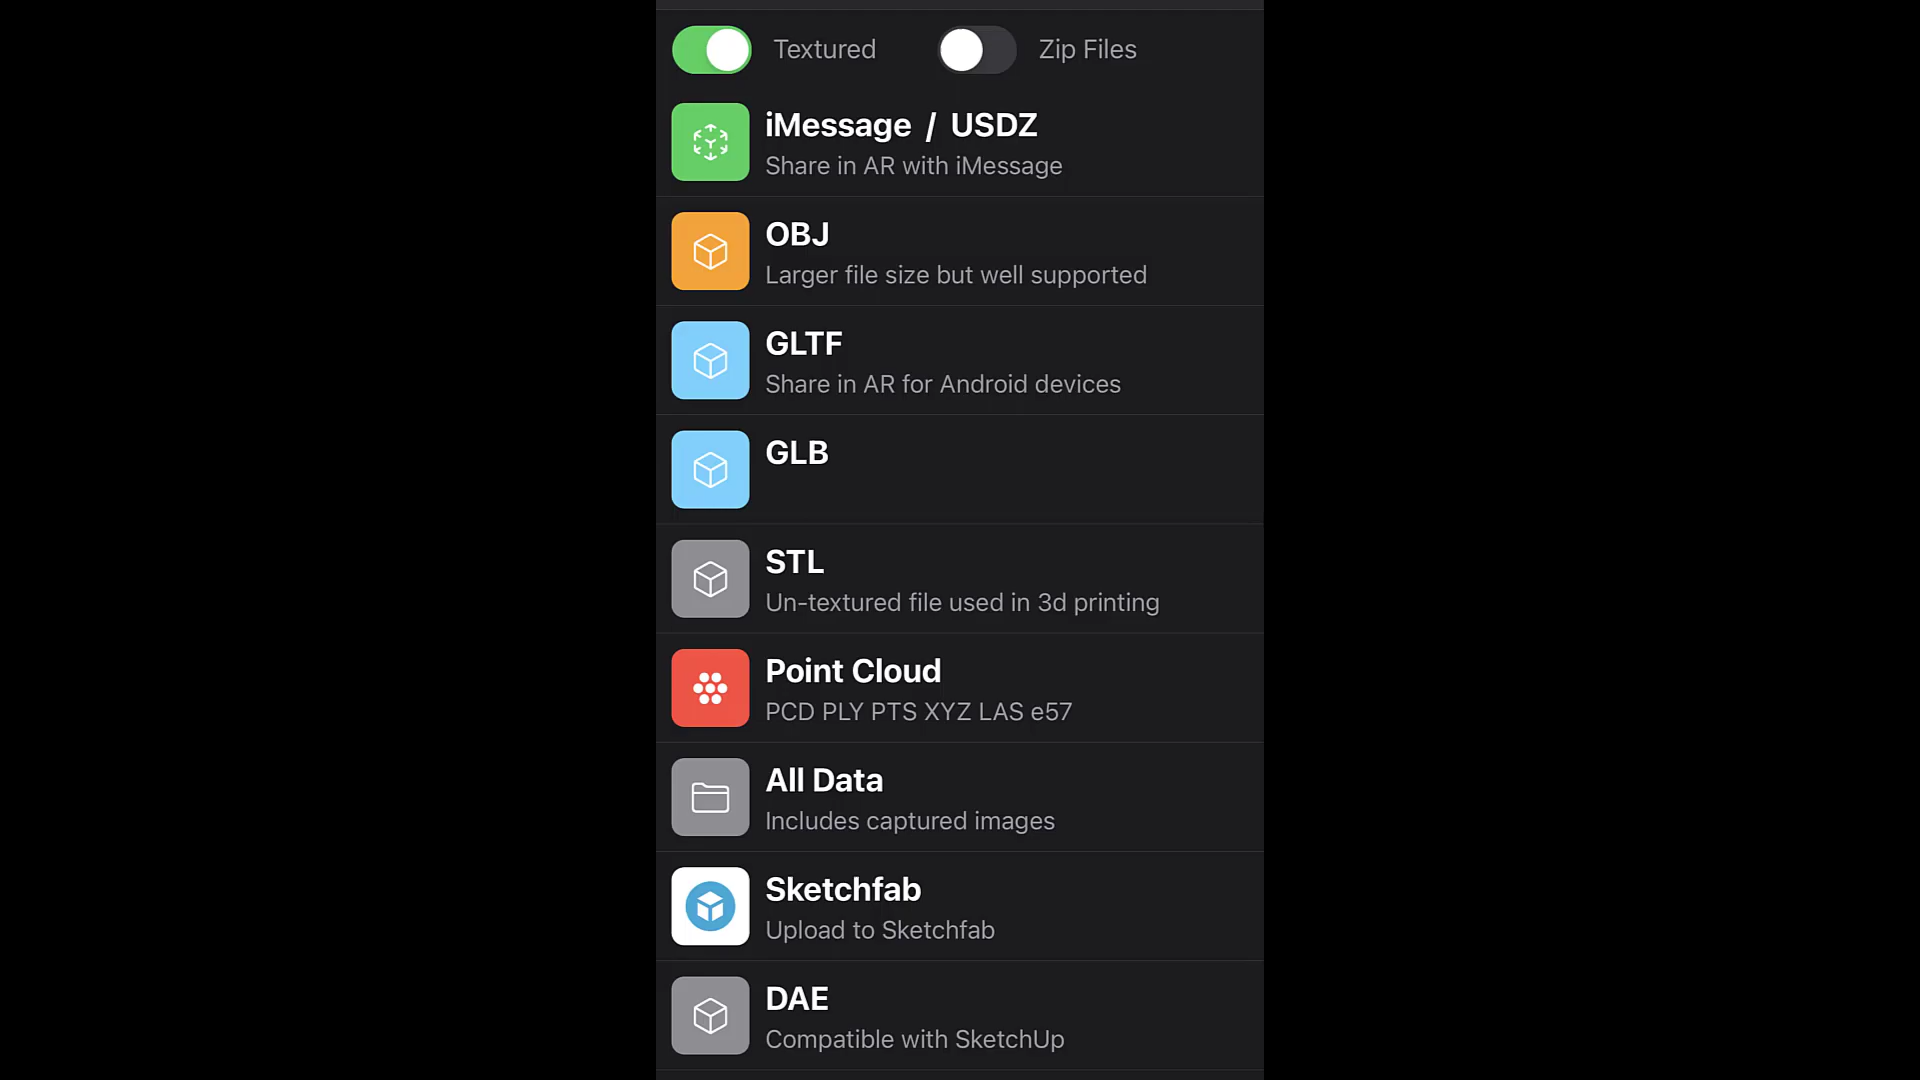 Textured Zip Files
iMessage / USDZ
Share in AR with iMessage
OBJ
Larger file size but well supported
GLTF
Share in AR for Android devices
GLB
STL
Un-textured file used in 3d printing
Point Cloud
PCD PLY PTS XYZ LAS e57
All Data
Includes captured images
Sketchfab
Upload to Sketchfab
DAE
Compatible with SketchUp